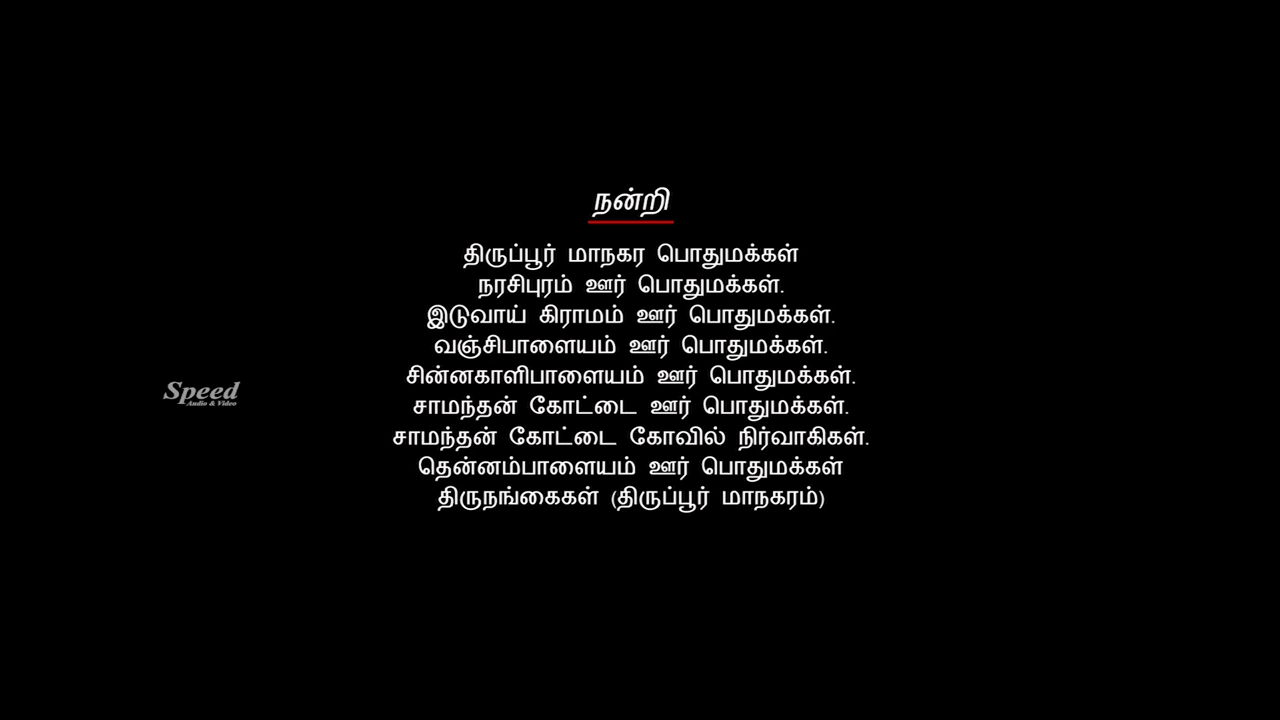 நன்றி
திருப்பூர் மாநகர பொதுமக்கள்
நரசிபுரம் ஊர் பொதுமக்கள்.
இடுவாய் கிராமம் ஊர் பொதுமக்கள்.
வஞ்சிபாளையம் ஊர் பொதுமக்கள்.
சின்னகாளிபாளையம் ஊர் பொதுமக்கள்.
Speed
Audio & Video
சாமந்தன் கோட்டை ஊர் பொதுமக்கள்.
சாமந்தன் கோட்டை கோவில் நிர்வாகிகள்.
தென்னம்பாளையம் ஊர் பொதுமக்கள்
திருநங்கைகள் (திருப்பூர் மாநகரம்)